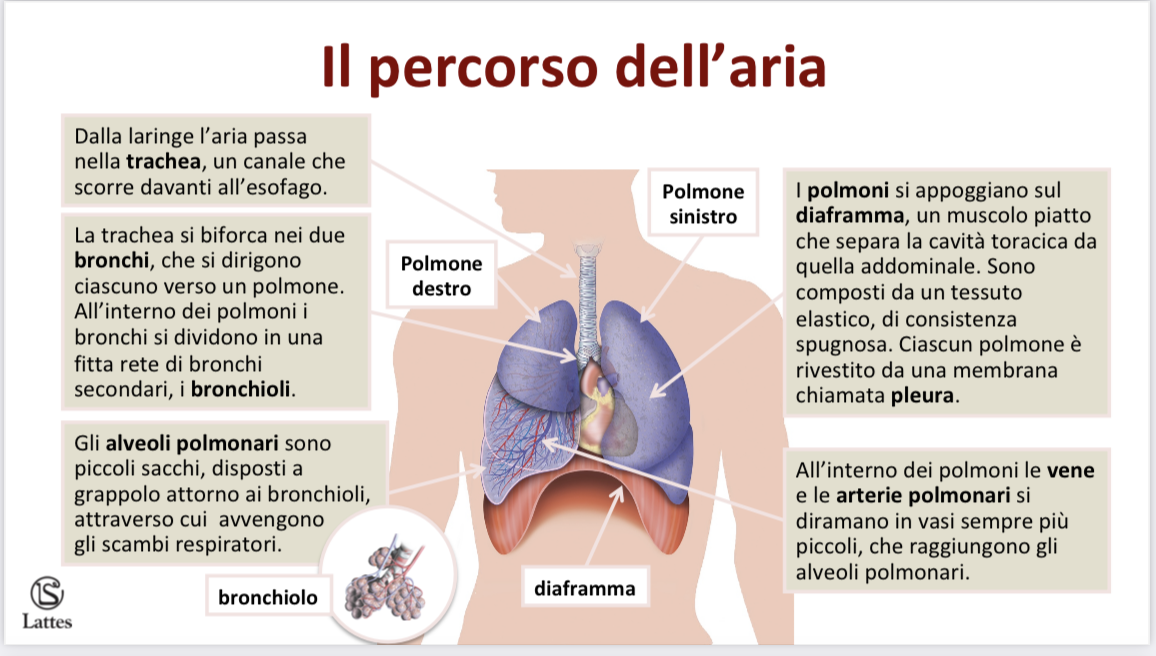 Il percorso dell’aria
Dalla laringe l’aria passa
nella trachea, un canale che
scorre davanti all’esofago.
La trachea si biforca nei due
bronchi, che si dirigono
ciascuno verso un polmone.
All’interno dei polmoni i
bronchi si dividono in una
fitta rete di bronchi
secondari, i bronchioli.
Gli alveoli polmonari sono
piccoli sacchi, disposti a
grappolo attorno ai bronchioli,
attraverso cui avvengono
gli scambi respiratori.
bronchiolo
Polmone
destro
Polmone
sinistro
diaframma
I polmoni si appoggiano sul
diaframma, un muscolo piatto
che separa la cavità toracica da
quella addominale. Sono
composti da un tessuto
elastico, di consistenza
spugnosa. Ciascun polmone è
rivestito da una membrana
chiamata pleura.
All’interno dei polmoni le vene
e le arterie polmonari si
diramano in vasi sempre più
piccoli, che raggiungono gli
alveoli polmonari.
Lattes